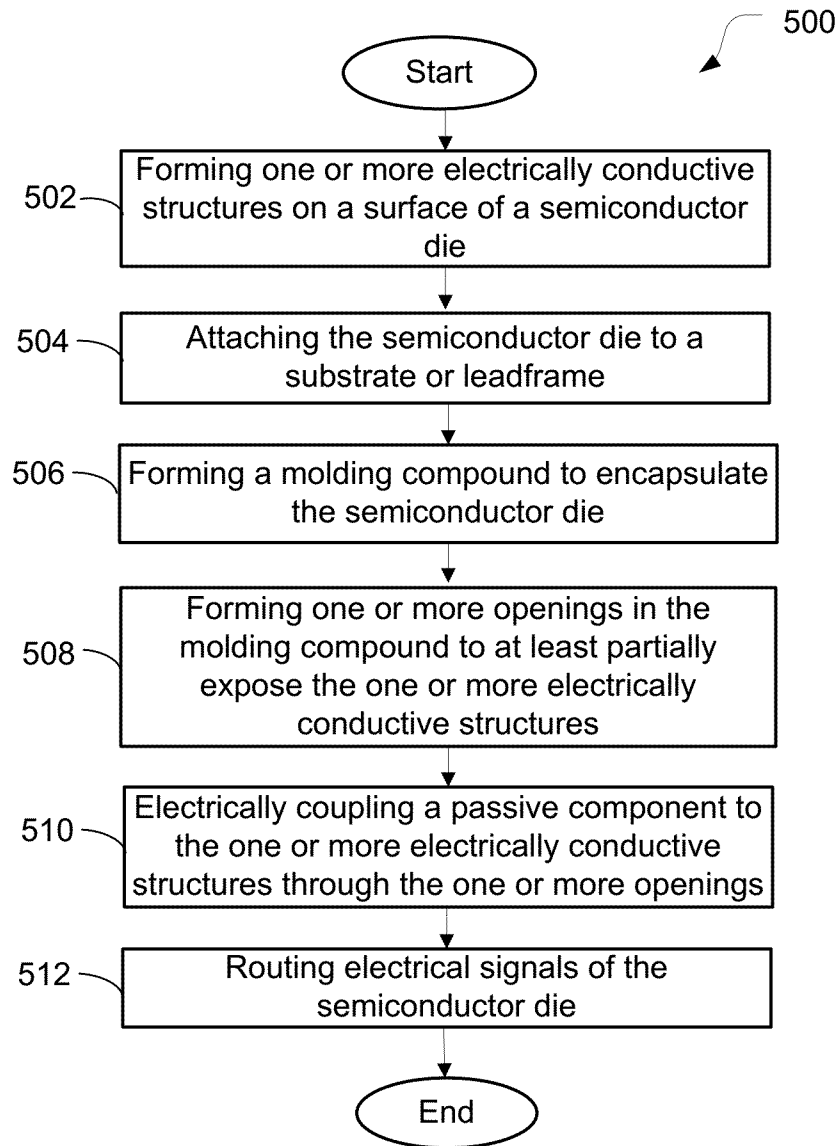 500
Start
502
Forming one or more electrically conductive
structures on a surface of a semiconductor
die
504
Attaching the semiconductor die to a
substrate or leadframe
506
Forming a molding compound to encapsulate
the semiconductor die
508
Forming one or more openings in the
molding compound to at least partially
expose the one or more electrically
conductive structures
510
Electrically coupling a passive component to
the one or more electrically conductive
structures through the one or more openings
512
Routing electrical signals of the
semiconductor die
End